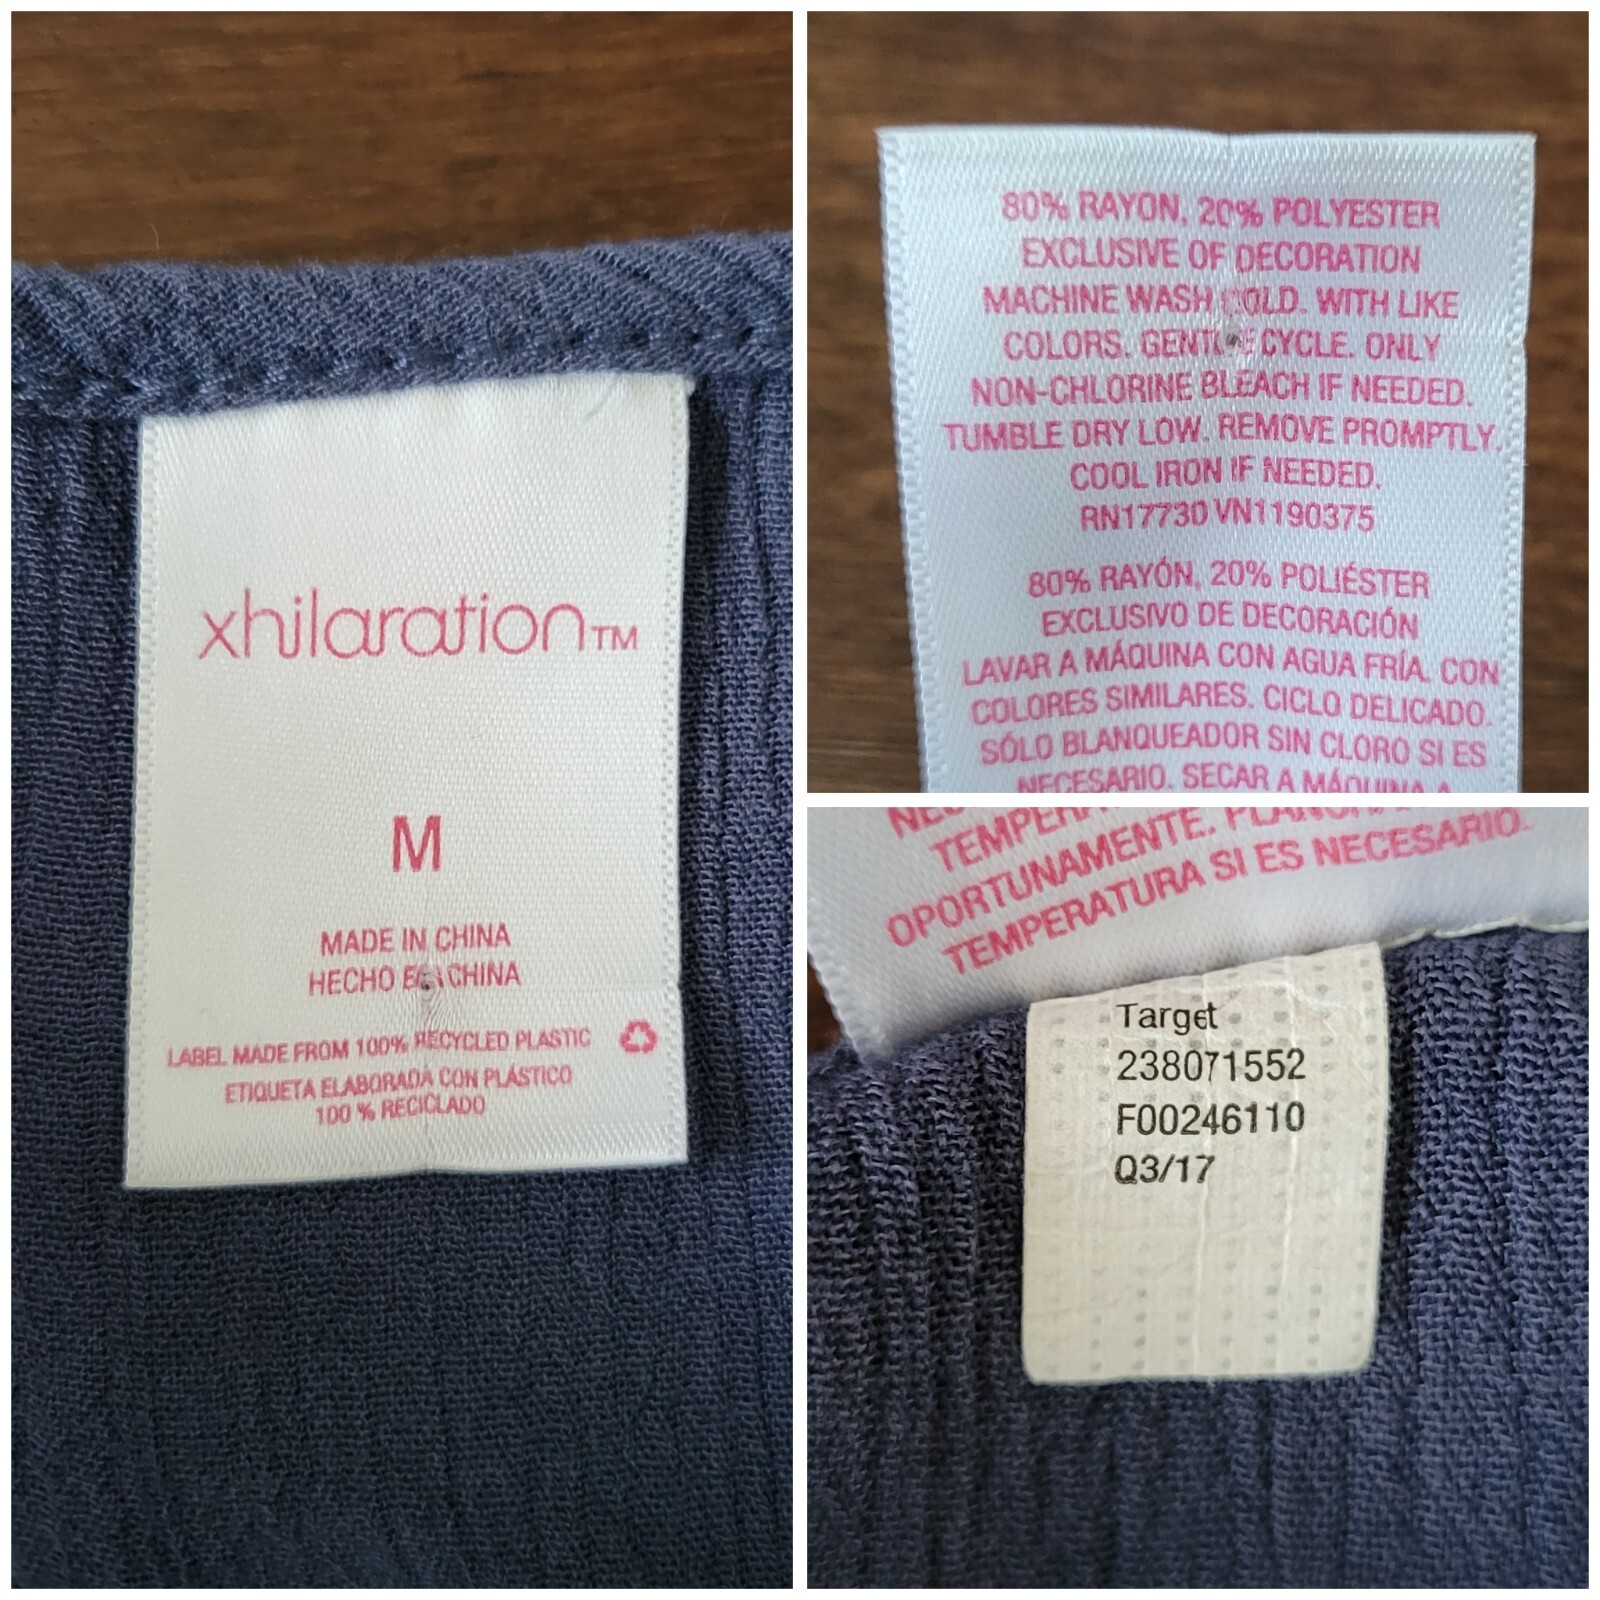 xhilaration™
M
MADE IN CHINA
HECHO EN CHINA
LABEL MADE FROM 100% RECYCLED PLASTIC
ETIQUETA ELABORADA CON PLÁSTICO
100 % RECICLADO
80% RAYON, 20% POLYESTER
EXCLUSIVE OF DECORATION
MACHINE WASH COLD. WITH LIKE
COLORS. GENTLE CYCLE. ONLY
NON-CHLORINE BLEACH IF NEEDED.
TUMBLE DRY LOW. REMOVE PROMPTLY.
COOL IRON IF NEEDED.
RN17730 VN1190375
80% RAYÓN, 20% POLIÉSTER
EXCLUSIVO DE DECORACIÓN
LAVAR A MÁQUINA CON AGUA FRÍA. CON
COLORES SIMILARES. CICLO DELICADO.
SÓLO BLANQUEADOR SIN CLORO SI ES
NECESARIO. SECAR A MÁQUINA A
OPORTUNAMENTE.
TEMPERATURA SI ES NECESARIO.
Target
238071552
F00246110
Q3/17